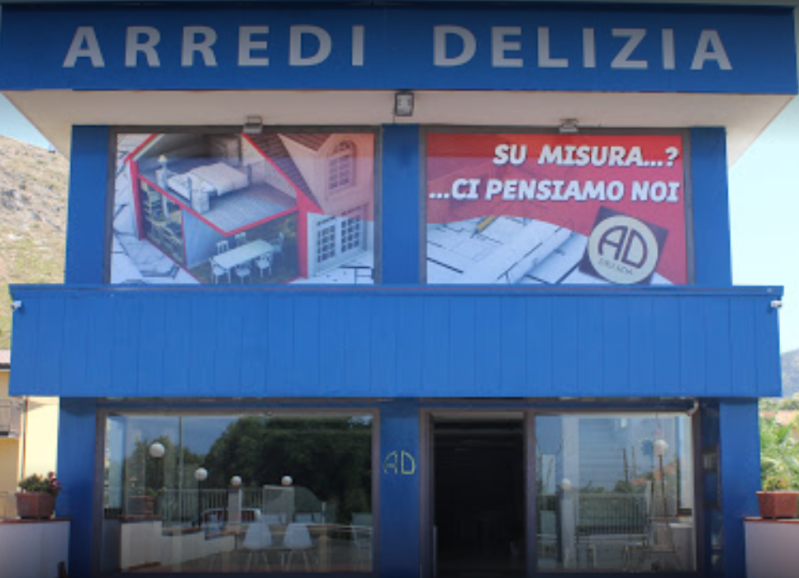 ARREDI DELIZIA
SU MISURA...?
...CI PENSIAMO NOI
AD
AD